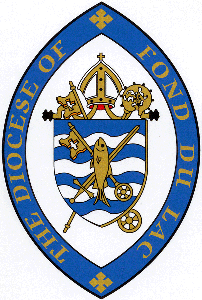 THE DIOCESE OF
FOND DU LAC